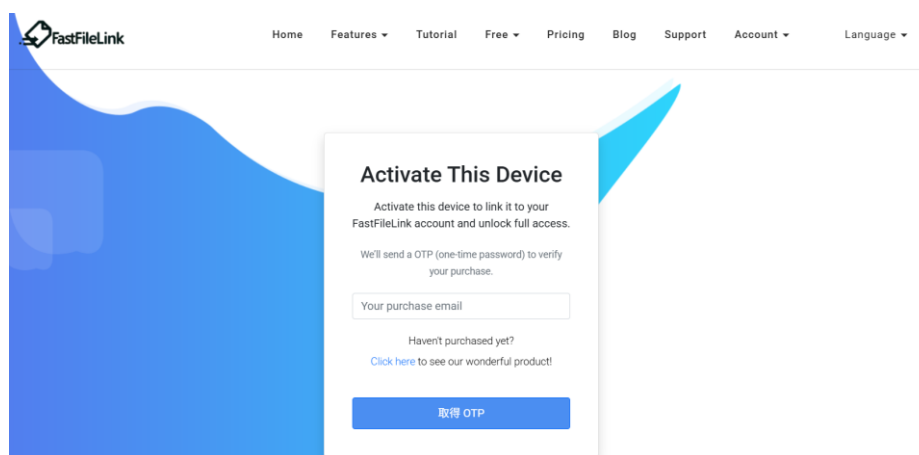 FastFileLink
Home Features Tutorial Free Pricing Blog Support Account Language
Activate This Device
Activate this device to link it to your
FastFileLink account and unlock full access.
We'll send a OTP (one-time password) to verify
your purchase.
Your purchase email
Haven't purchased yet?
Click here to see our wonderful product!
取得 OTP